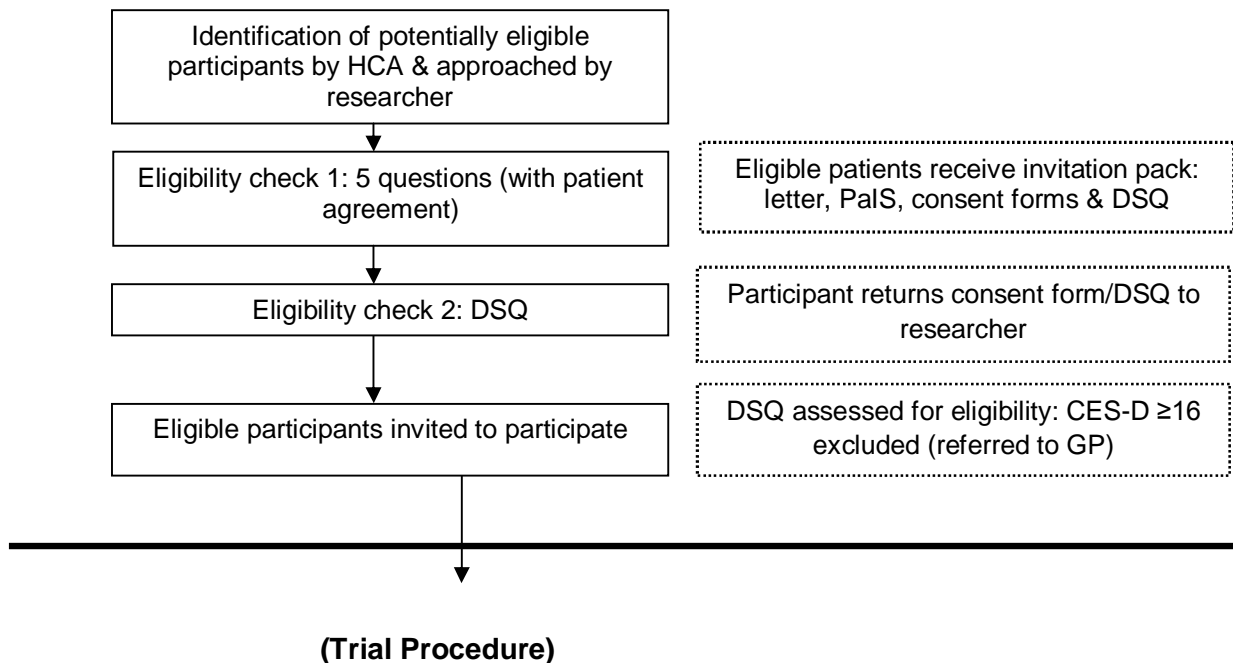 Identification of potentially eligible
participants by HCA & approached by
researcher
Eligibility check 1: 5 questions (with patient
agreement)
Eligible patients receive invitation pack:
letter, PaIS, consent forms & DSQ
Eligibility check 2: DSQ
Participant returns consent form/DSQ to
researcher
Eligible participants invited to participate
DSQ assessed for eligibility: CES-D ≥16
excluded (referred to GP)
(Trial Procedure)